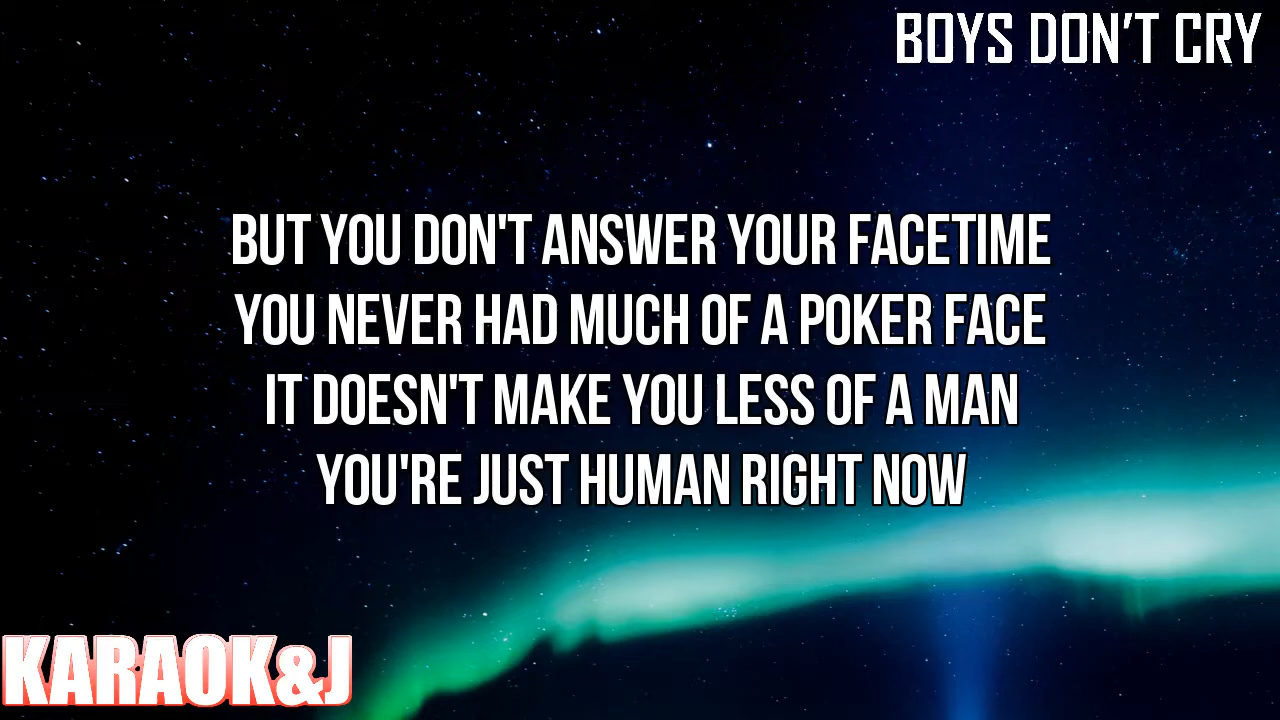 BOYS DON’T CRY
BUT YOU DON'T ANSWER YOUR FACETIME
YOU NEVER HAD MUCH OF A POKER FACE
IT DOESN'T MAKE YOU LESS OF A MAN
YOU'RE JUST HUMAN RIGHT NOW
KARAOK&J